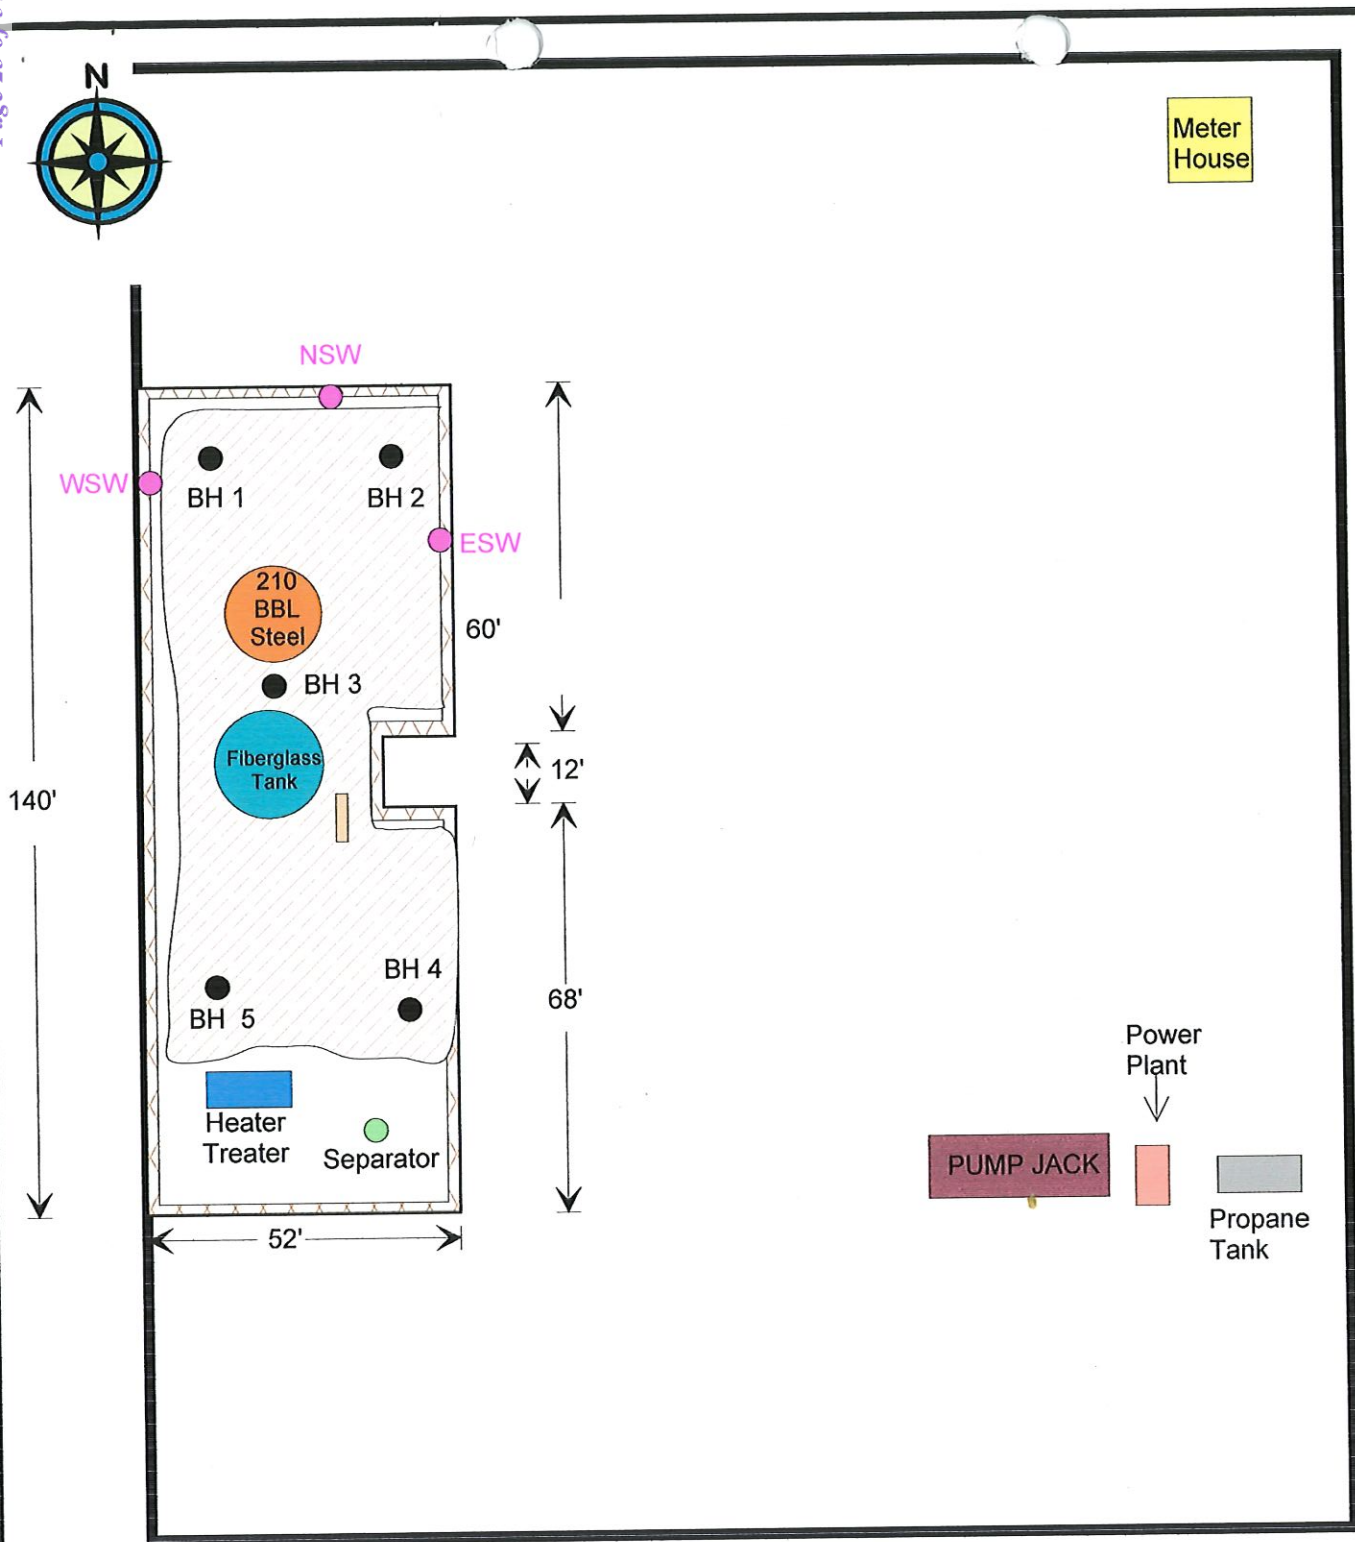 N
Meter
House
NSW
WSW
BH 1
BH 2
ESW
210
BBL
Steel
60'
BH 3
Fiberglass
Tank
12'
140'
BH 4
68'
BH 5
Power
Plant
Heater
Treater
Separator
PUMP JACK
Propane
Tank
52'